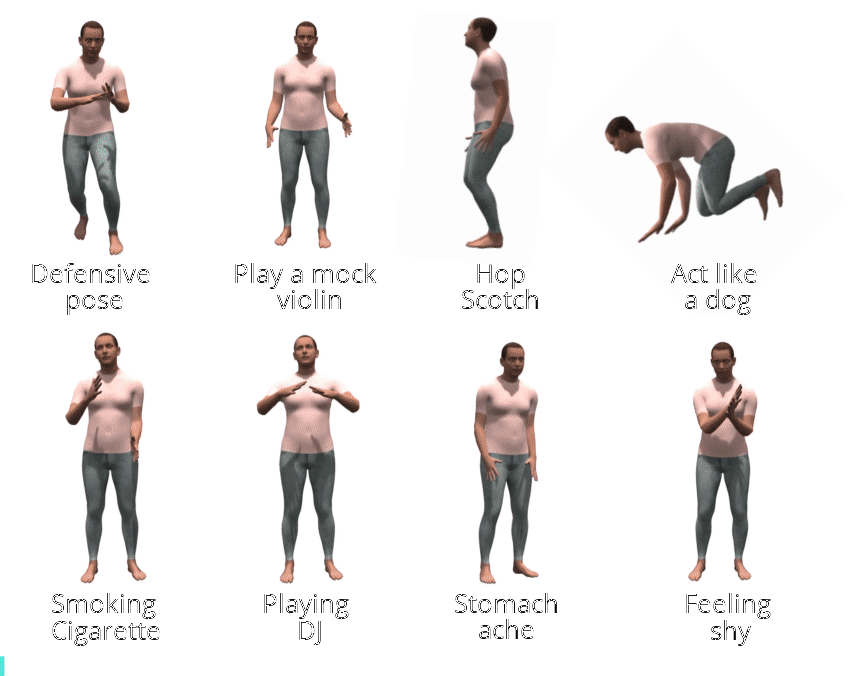 Defensive
pose
Play a mock
violin
Hop
Scotch
Act like
a dog
Smoking
Cigarette
Playing
DJ
Stomach
ache
Feeling
shy